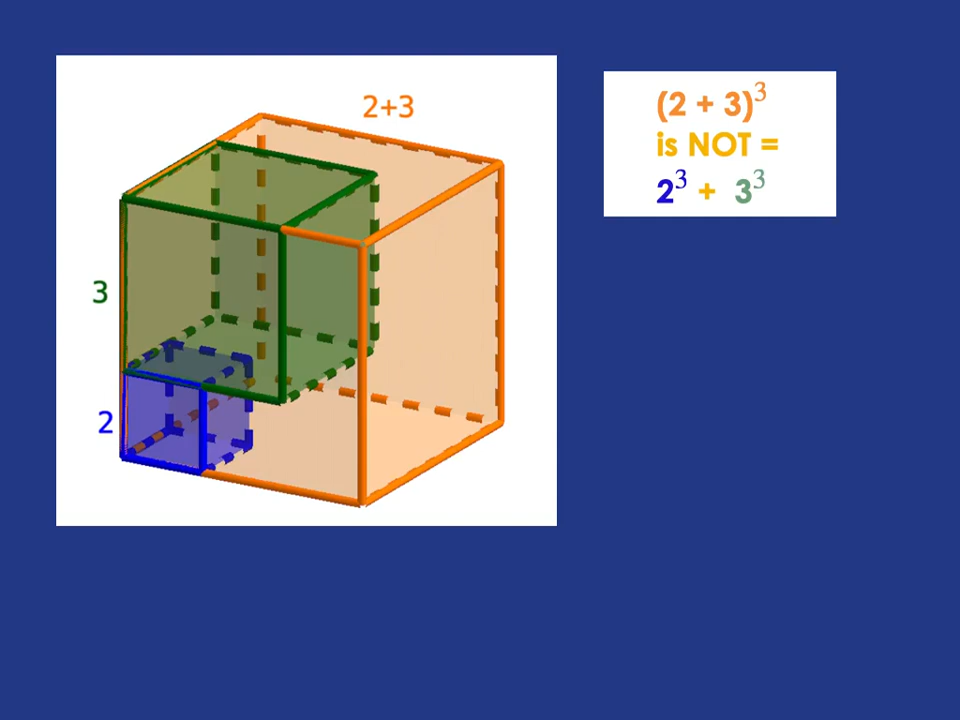 2+3
3
2
(2 + 3)³
is NOT =
2³ + 3³